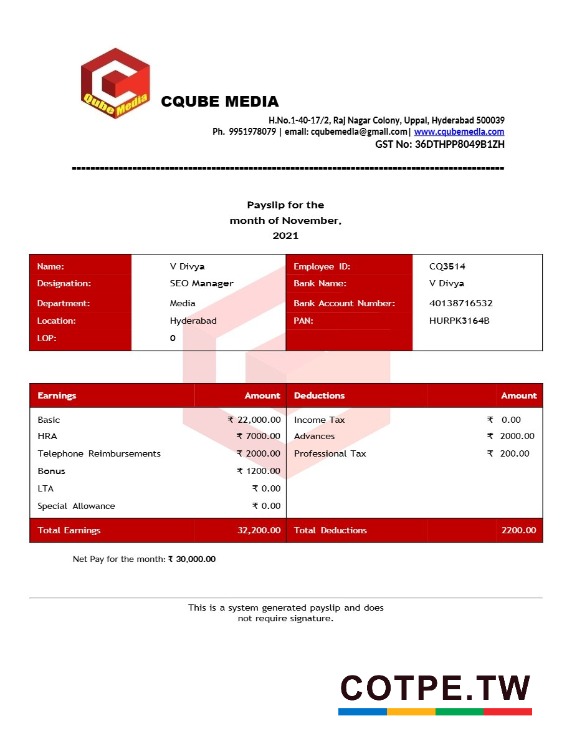 Qube Media
CQUBE MEDIA
H.No.1-40-17/2, Raj Nagar Colony, Uppal, Hyderabad 500039
Ph. 9951978079 | email: cqubemedia@gmail.com| www.cqubemedia.com
GST No: 36DTHPP8049B1ZH
Payslip for the
month of November,
2021
Name: V Divya Employee ID: CQ3514
Designation: SEO Manager Bank Name: V Divya
Department: Media Bank Account Number: 40138716532
Location: Hyderabad PAN: HURPK3164B
LOP: 0
Earnings Amount Deductions Amount
Basic ₹ 22,000.00 Income Tax ₹ 0.00
HRA ₹ 7000.00 Advances ₹ 2000.00
Telephone Reimbursements ₹ 2000.00 Professional Tax ₹ 200.00
Bonus ₹ 1200.00
LTA ₹ 0.00
Special Allowance ₹ 0.00
Total Earnings 32,200.00 Total Deductions 2200.00
Net Pay for the month: ₹ 30,000.00
This is a system generated payslip and does
not require signature.
COTPE.TW